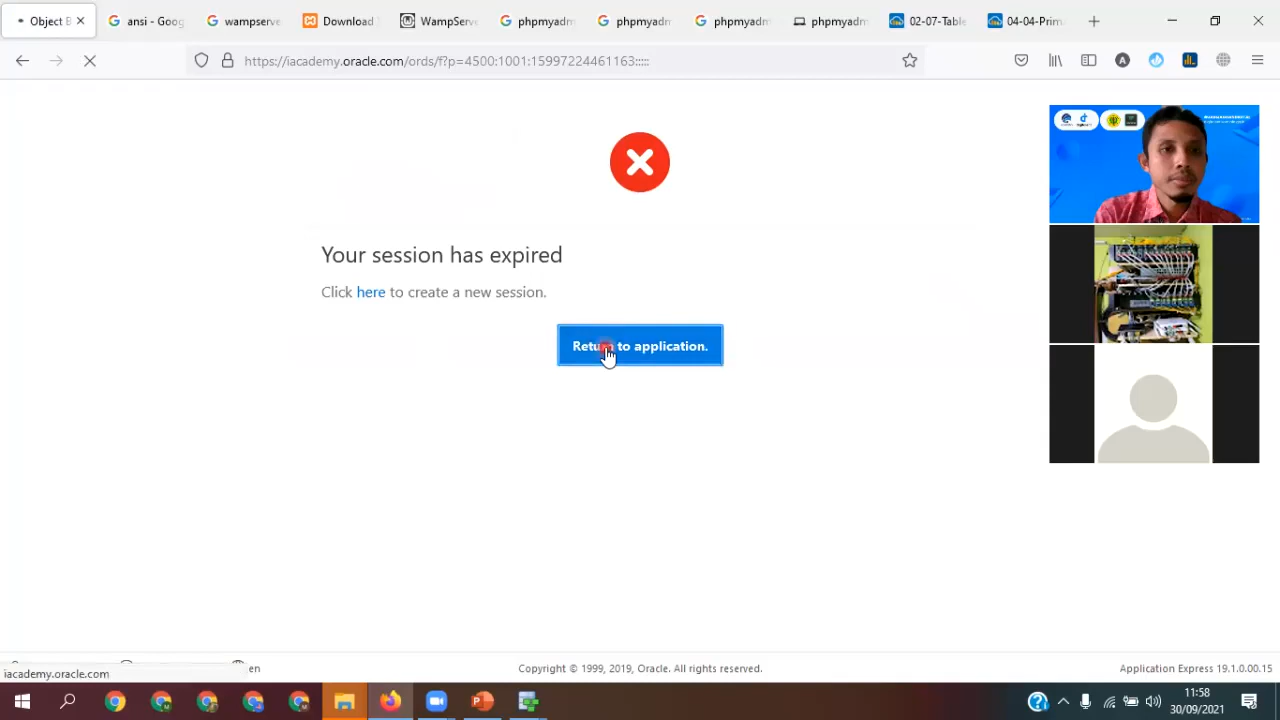 Object B
ansi - Goog
wampserve
Download
WampServe
phpmyadm
phpmyadm
phpmyadm
phpmyadm
02-07-Table
04-04-Prima
https://iacademy.oracle.com/ords/f?p=4500:1001:15997224461163:::::
Your session has expired
Click here to create a new session.
Return to application.
iacademy.oracle.com
en
Copyright © 1999, 2019, Oracle. All rights reserved.
Application Express 19.1.0.00.15
11:58
30/09/2021